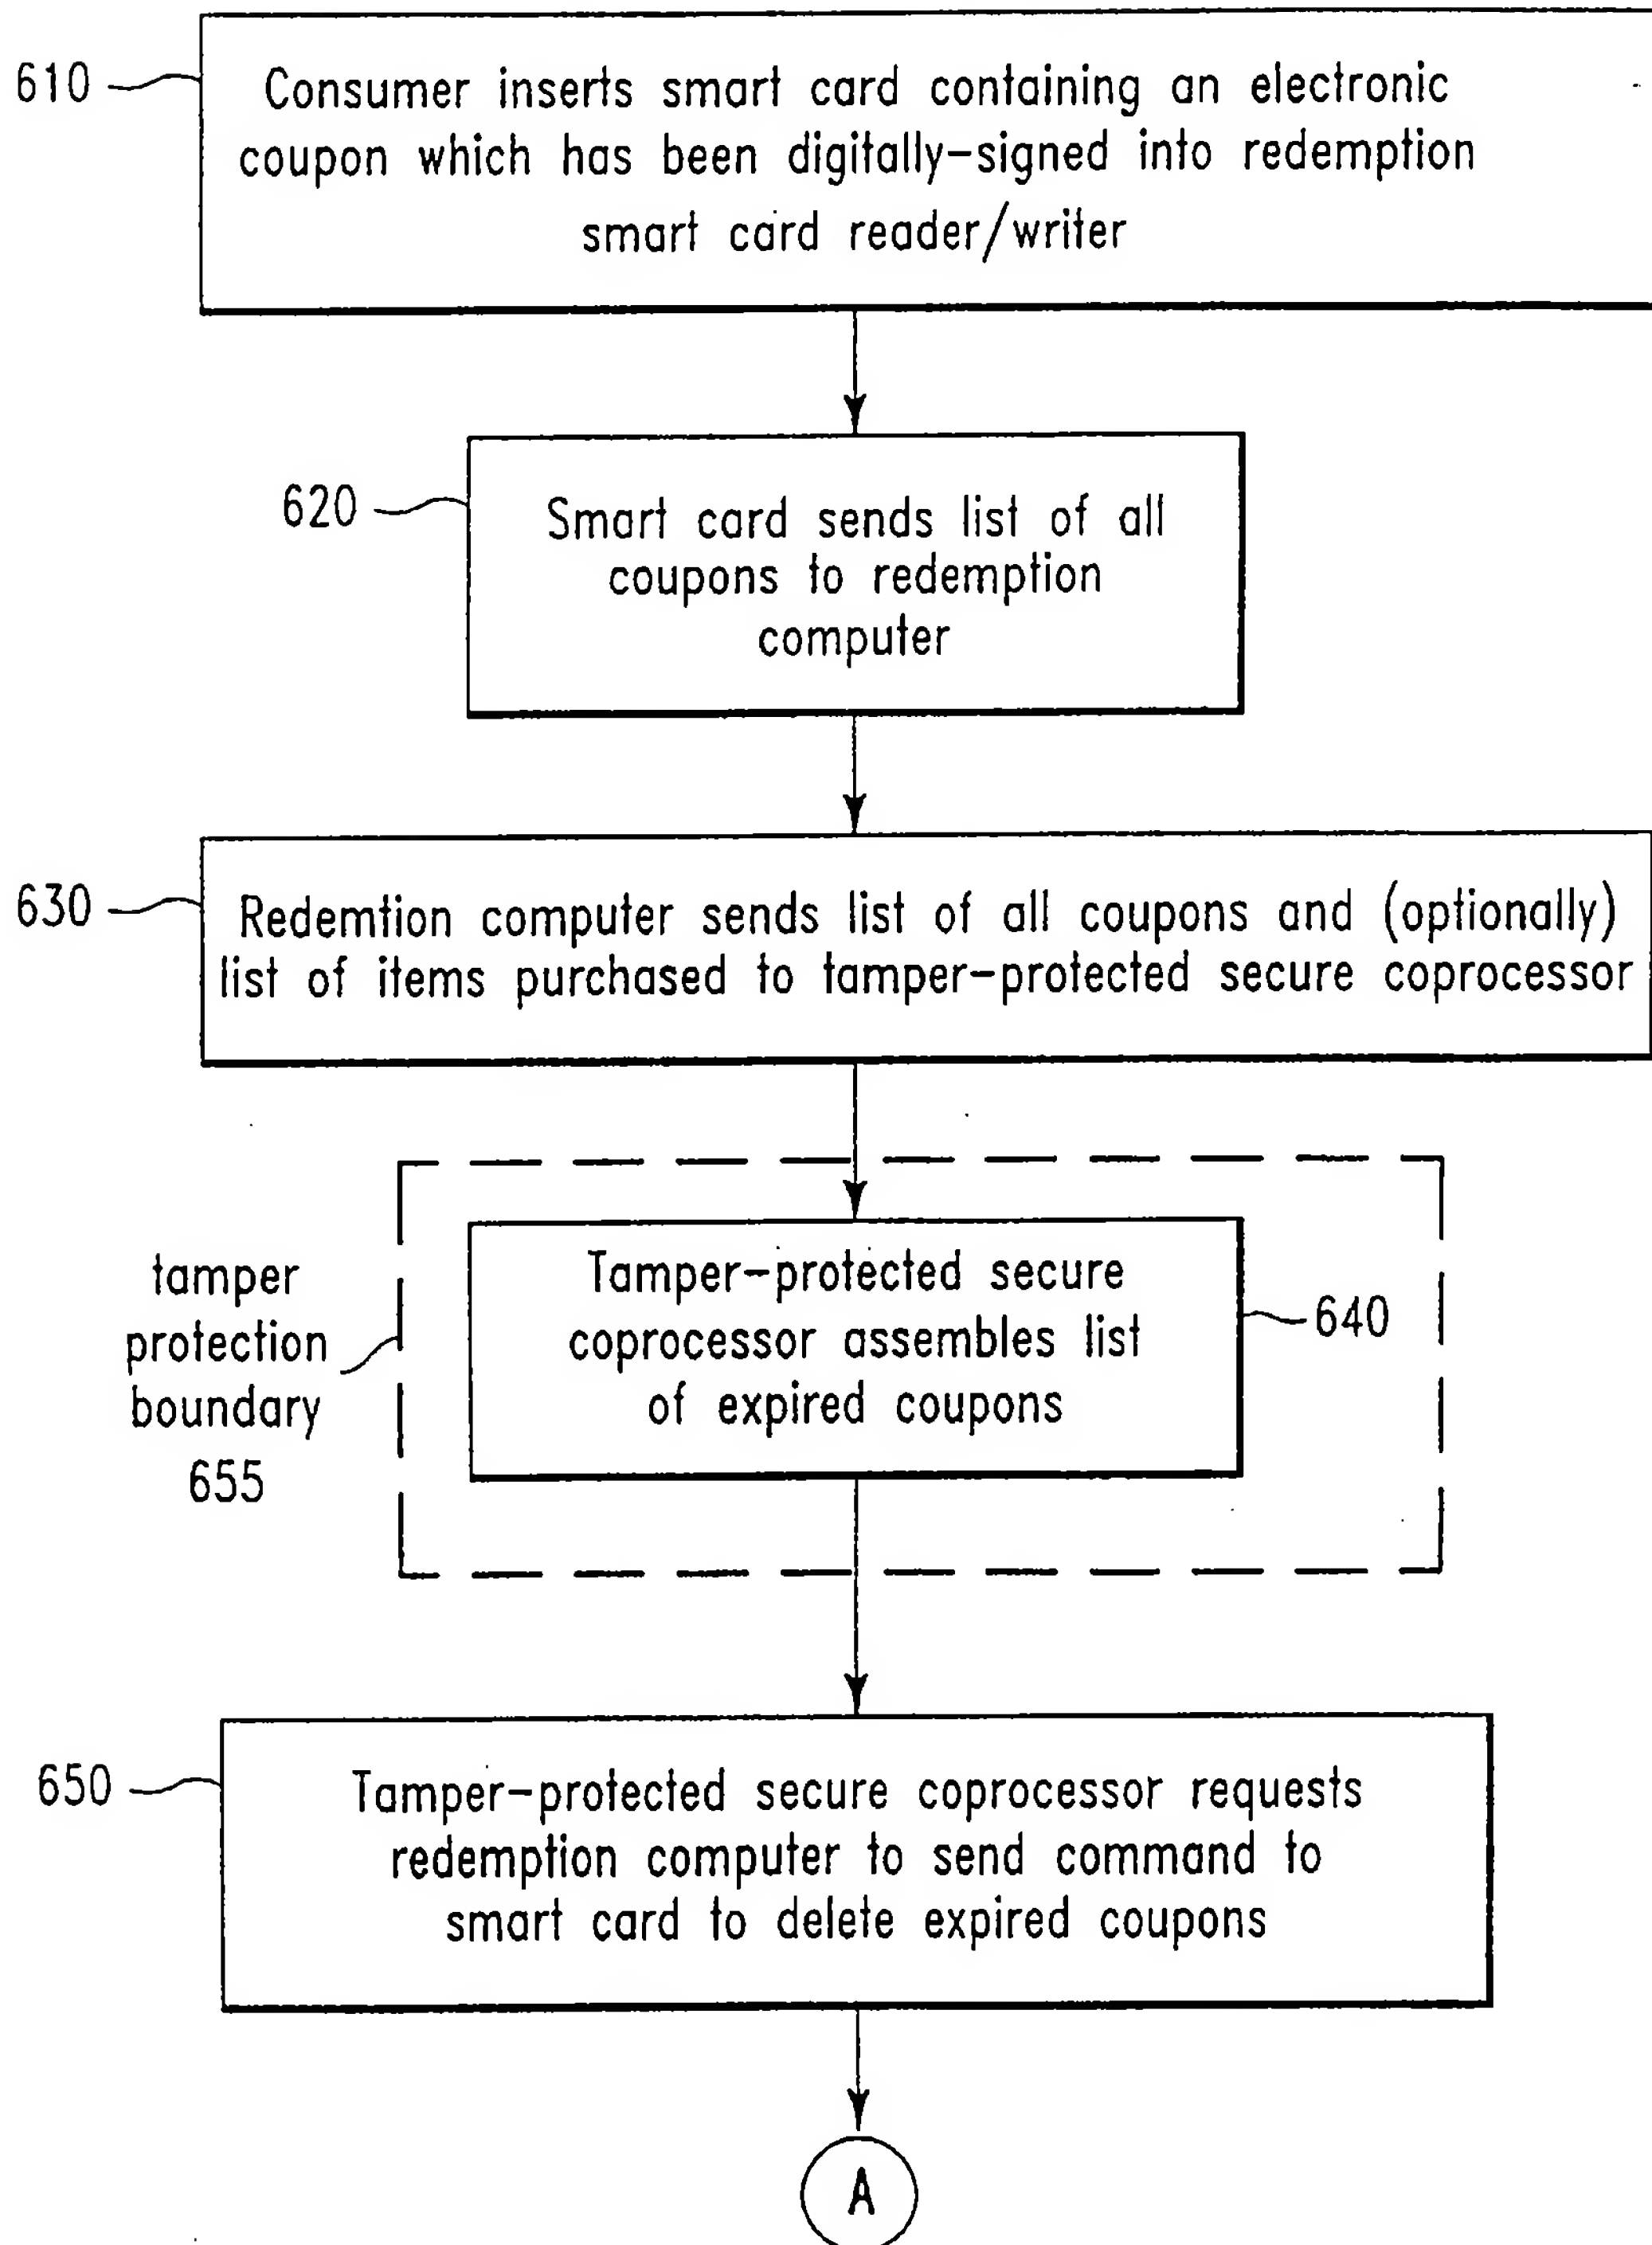 610
Consumer inserts smart card containing an electronic
coupon which has been digitally-signed into redemption
smart card reader/writer
620
Smart card sends list of all
coupons to redemption
computer
630
Redemtion computer sends list of all coupons and (optionally)
list of items purchased to tamper-protected secure coprocessor
tamper
protection
boundary
655
Tamper-protected secure
coprocessor assembles list
of expired coupons
640
650
Tamper-protected secure coprocessor requests
redemption computer to send command to
smart card to delete expired coupons
A